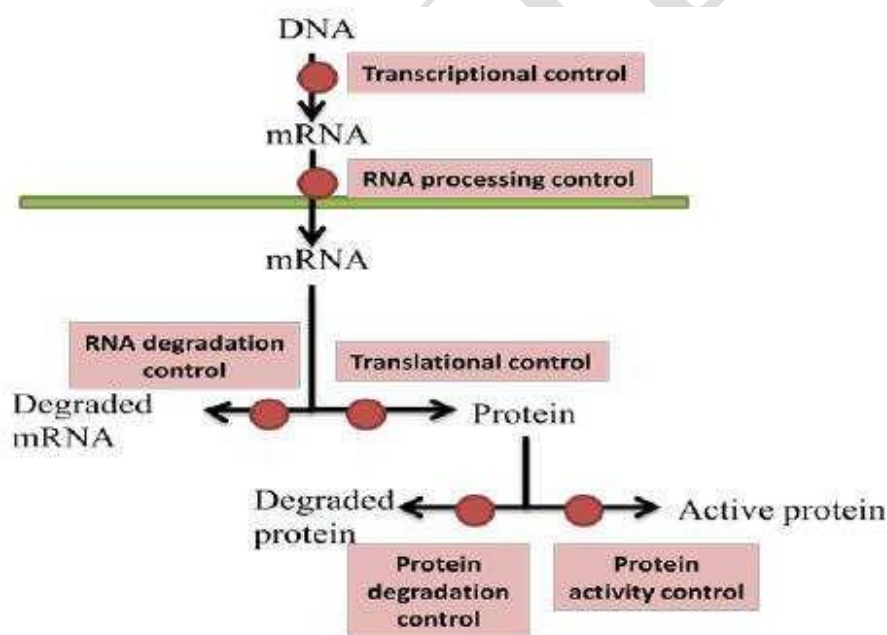 DNA
Transcriptional control
mRNA
RNA processing control
mRNA
RNA degradation
control
Translational control
Degraded
mRNA
Protein
Degraded
protein
Active protein
Protein
degradation
control
Protein
activity control